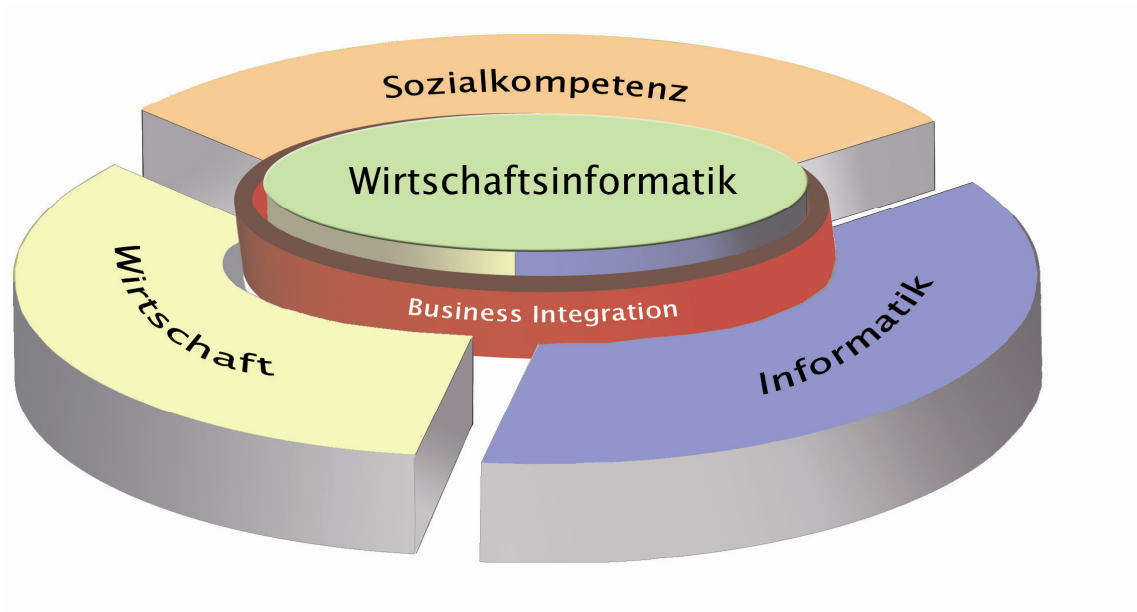 Sozialkompetenz
Wirtschaftsinformatik
Business Integration
Wirtschaft
Informatik